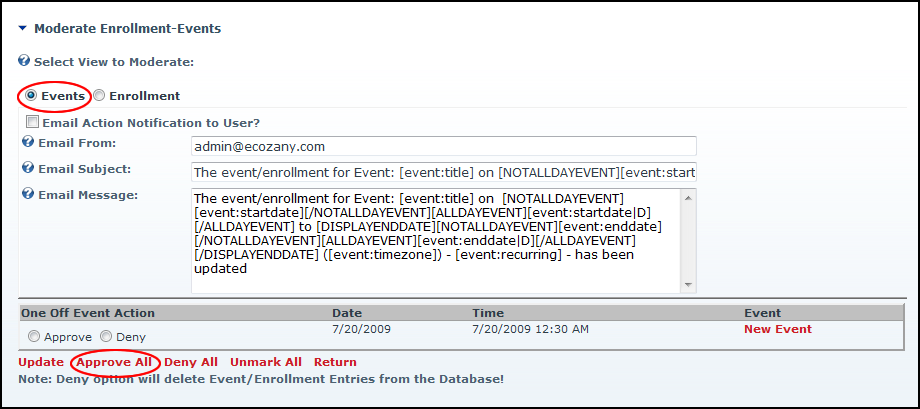 Moderate Enrollment-Events
Select View to Moderate:
Events Enrollment
Email Action Notification to User?
Email From: admin@ecozany.com
Email Subject: The event/enrollment for Event: [event:title] on [NOTALLDAYEVENT][event:start
Email Message: The event/enrollment for Event: [event:title] on [NOTALLDAYEVENT]
[event:startdate][/NOTALLDAYEVENT][ALLDAYEVENT][event:startdate|D]
[/ALLDAYEVENT] to [DISPLAYENDDATE][NOTALLDAYEVENT][event:enddate]
[/NOTALLDAYEVENT][ALLDAYEVENT][event:enddate|D][/ALLDAYEVENT]
[/DISPLAYENDDATE] ([event:timezone]) - [event:recurring] - has been
updated
One Off Event Action Date Time Event
Approve Deny 7/20/2009 7/20/2009 12:30 AM New Event
Update Approve All Deny All Unmark All Return
Note: Deny option will delete Event/Enrollment Entries from the Database!